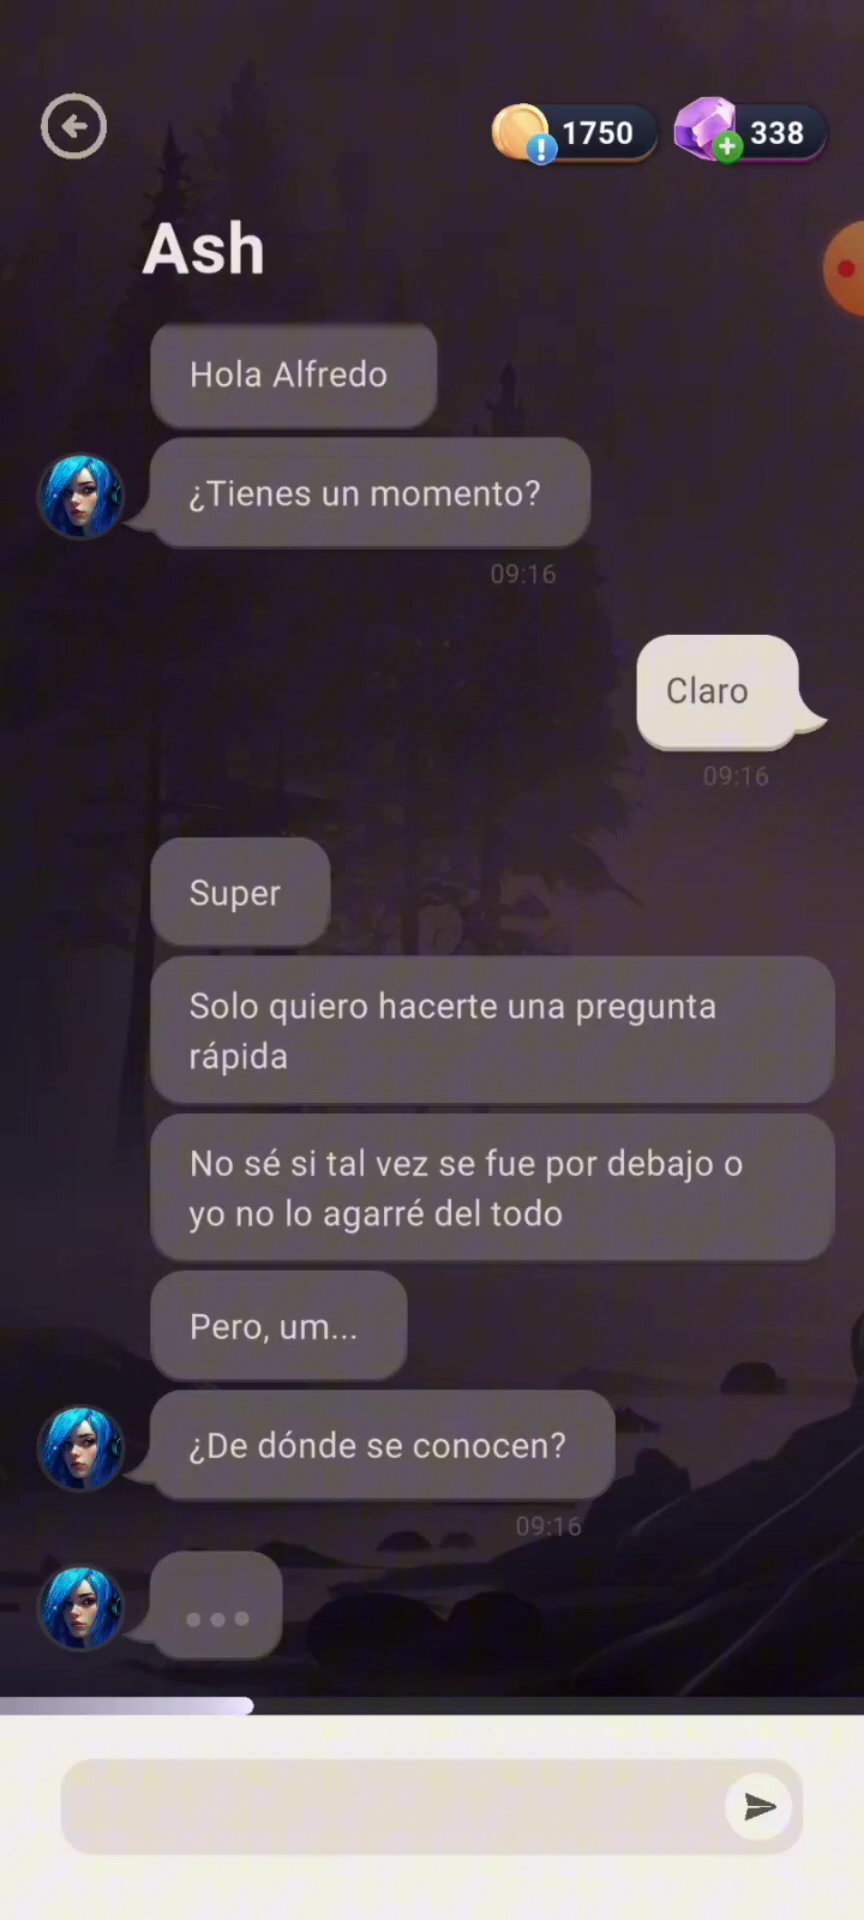 1750
338
Ash
Hola Alfredo
¿Tienes un momento?
09:16
Claro
09:16
Super
Solo quiero hacerte una pregunta
rápida
No sé si tal vez se fue por debajo o
yo no lo agarré del todo
Pero, um...
¿De dónde se conocen?
09:16